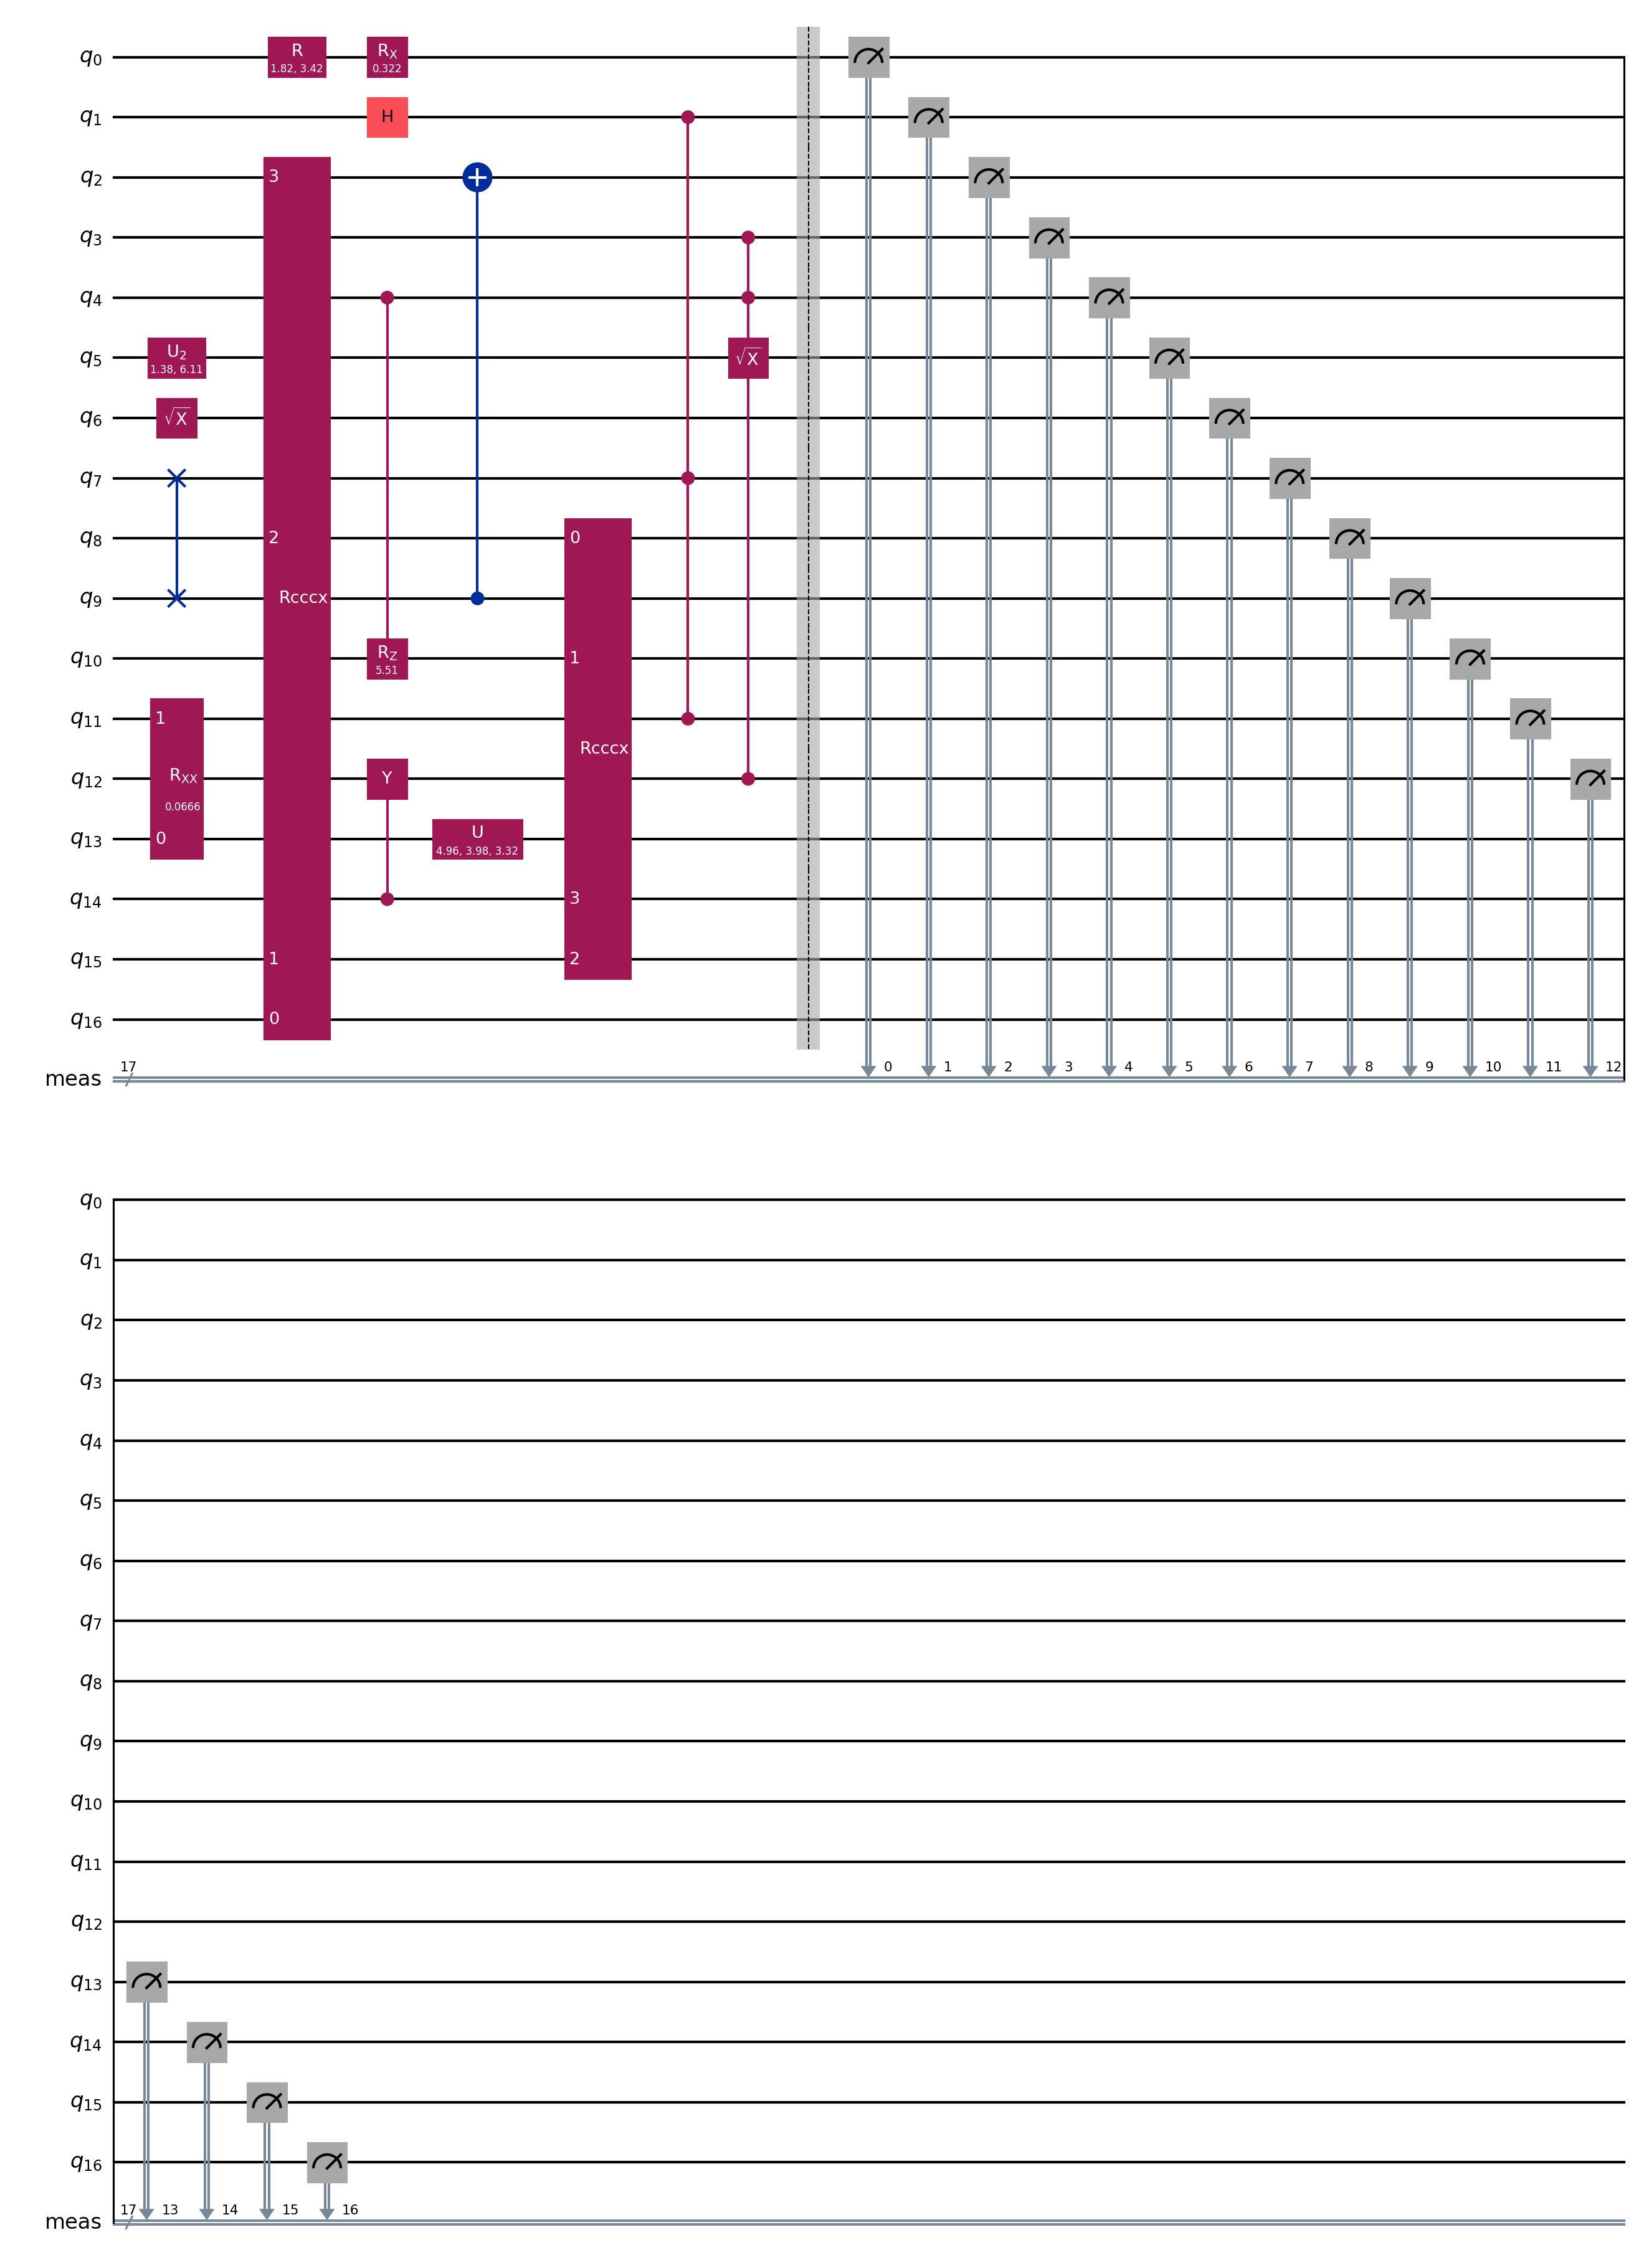 q0 R 1.82, 3.42 RX 0.322
q1 H
q2 3
q3
q4
q5 U2 1.38, 6.11 √X
q6 √X
q7
q8 2 0
q9 Rcccx
q10 RZ 5.51 1
q11 1
Rcccx
q12 RXX 0.0666 Y
q13 0 U 4.96, 3.98, 3.32
q14 3
q15 1 2
q16 0
meas 17 0 1 2 3 4 5 6 7 8 9 10 11 12
q0
q1
q2
q3
q4
q5
q6
q7
q8
q9
q10
q11
q12
q13
q14
q15
q16
meas 17 13 14 15 16